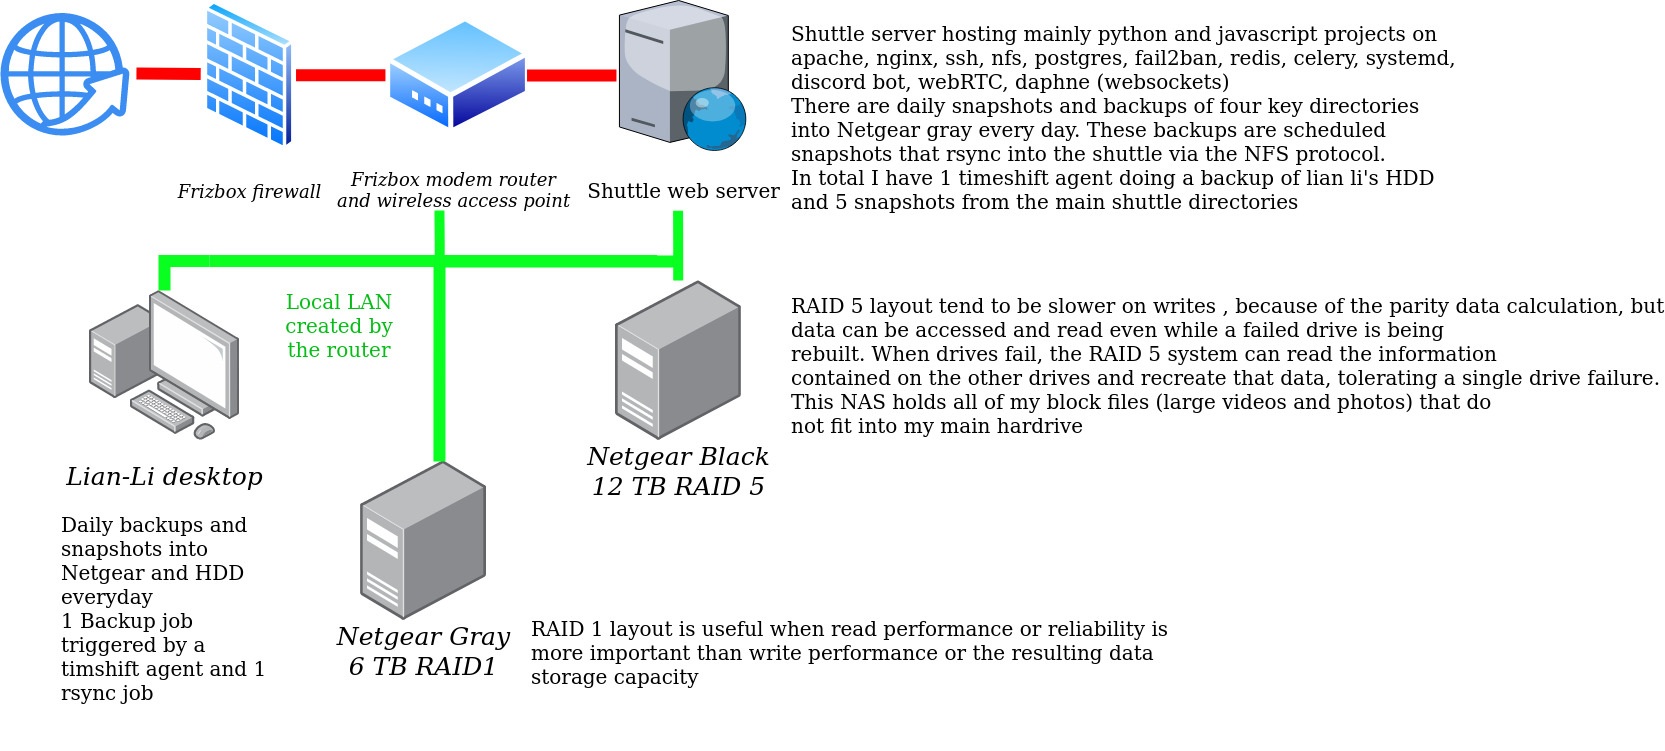 Shuttle server hosting mainly python and javascript projects on
apache, nginx, ssh, nfs, postgres, fail2ban, redis, celery, systemd,
discord bot, webRTC, daphne (websockets)
There are daily snapshots and backups of four key directories
into Netgear gray every day. These backups are scheduled
snapshots that rsync into the shuttle via the NFS protocol.
In total I have 1 timeshift agent doing a backup of lian li's HDD
and 5 snapshots from the main shuttle directories
Frizbox firewall
Frizbox modem router
and wireless access point
Shuttle web server
Local LAN
created by
the router
RAID 5 layout tend to be slower on writes , because of the parity data calculation, but
data can be accessed and read even while a failed drive is being
rebuilt. When drives fail, the RAID 5 system can read the information
contained on the other drives and recreate that data, tolerating a single drive failure.
This NAS holds all of my block files (large videos and photos) that do
not fit into my main hardrive
Netgear Black
12 TB RAID 5
Lian-Li desktop
Daily backups and
snapshots into
Netgear and HDD
everyday
1 Backup job
triggered by a
timshift agent and 1
rsync job
Netgear Gray
6 TB RAID1
RAID 1 layout is useful when read performance or reliability is
more important than write performance or the resulting data
storage capacity